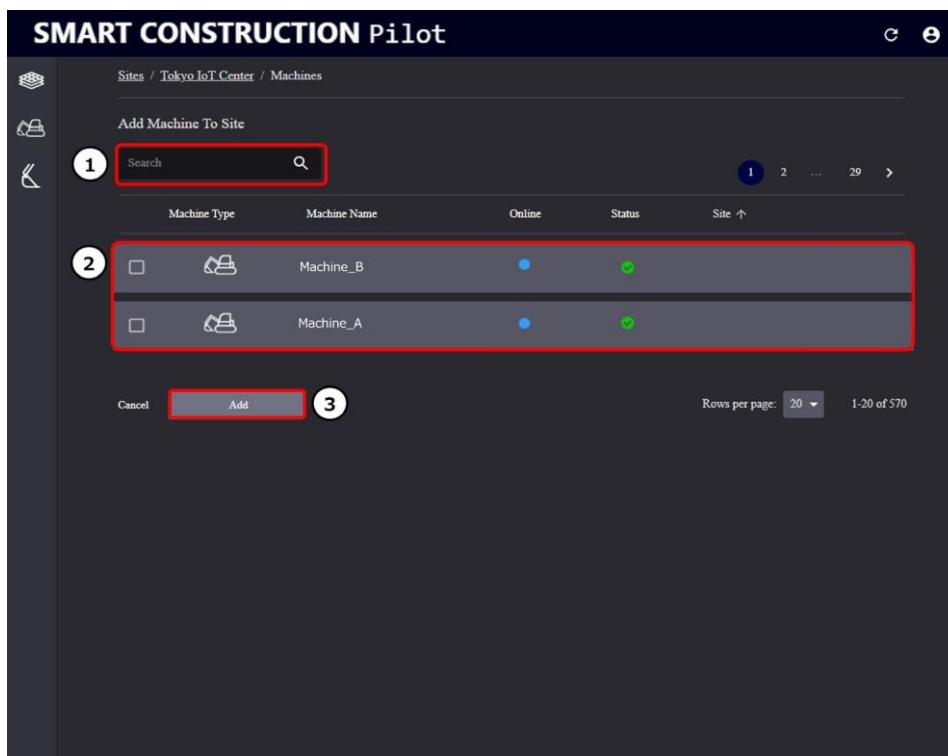 SMART CONSTRUCTION Pilot
Sites / Tokyo IoT Center / Machines
Add Machine To Site
1
Search
1 2 ... 29
Machine Type Machine Name Online Status Site ↑
2
Machine_B
Machine_A
Cancel Add 3 Rows per page: 20 1-20 of 570